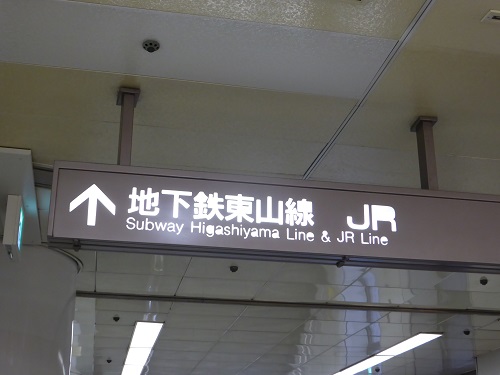 地下鉄東山線 JR
Subway Higashiyama Line & JR Line